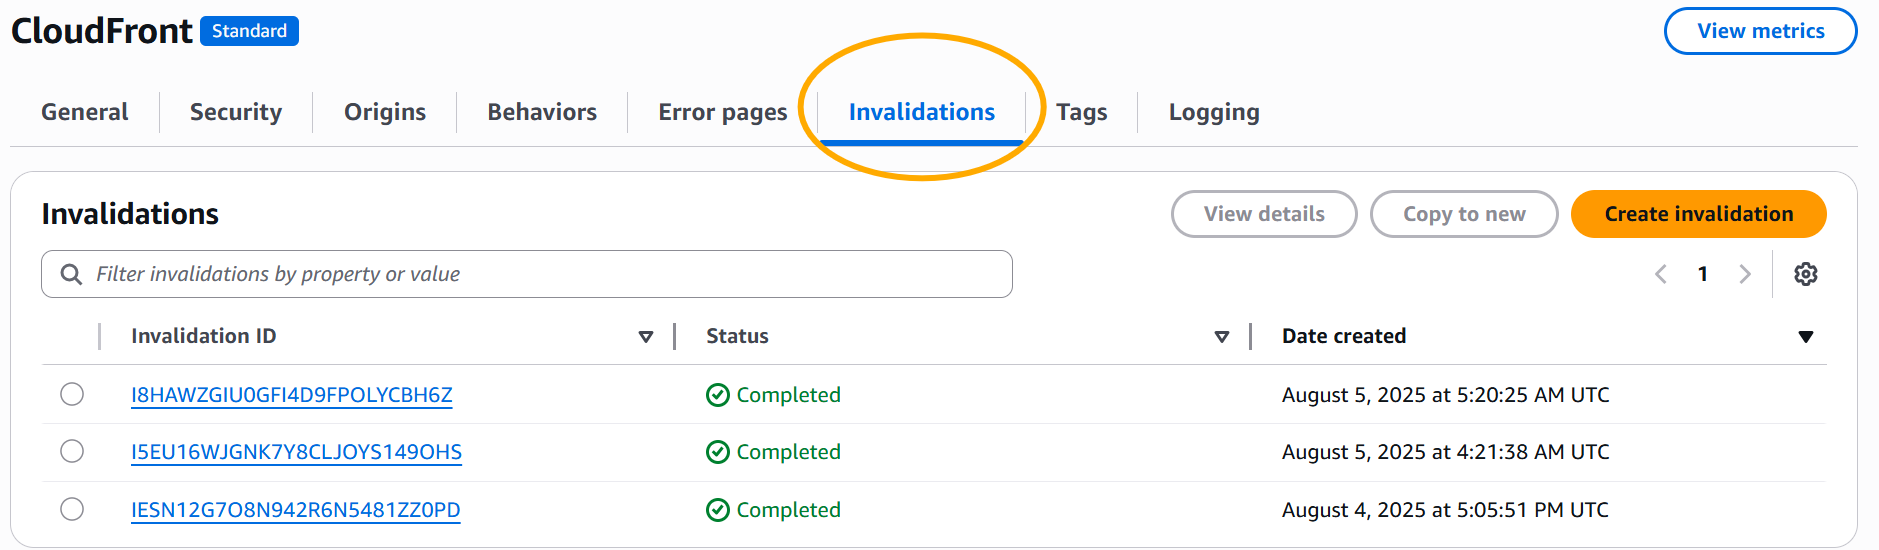 CloudFront Standard View metrics
General Security Origins Behaviors Error pages Invalidations Tags Logging
Invalidations View details Copy to new Create invalidation
Filter invalidations by property or value 1
Invalidation ID Status Date created
I8HAWZGIU0GFI4D9FPOLYCBH6Z Completed August 5, 2025 at 5:20:25 AM UTC
I5EU16WJGNK7Y8CLJOYS149OHS Completed August 5, 2025 at 4:21:38 AM UTC
IESN12G7O8N942R6N5481ZZ0PD Completed August 4, 2025 at 5:05:51 PM UTC